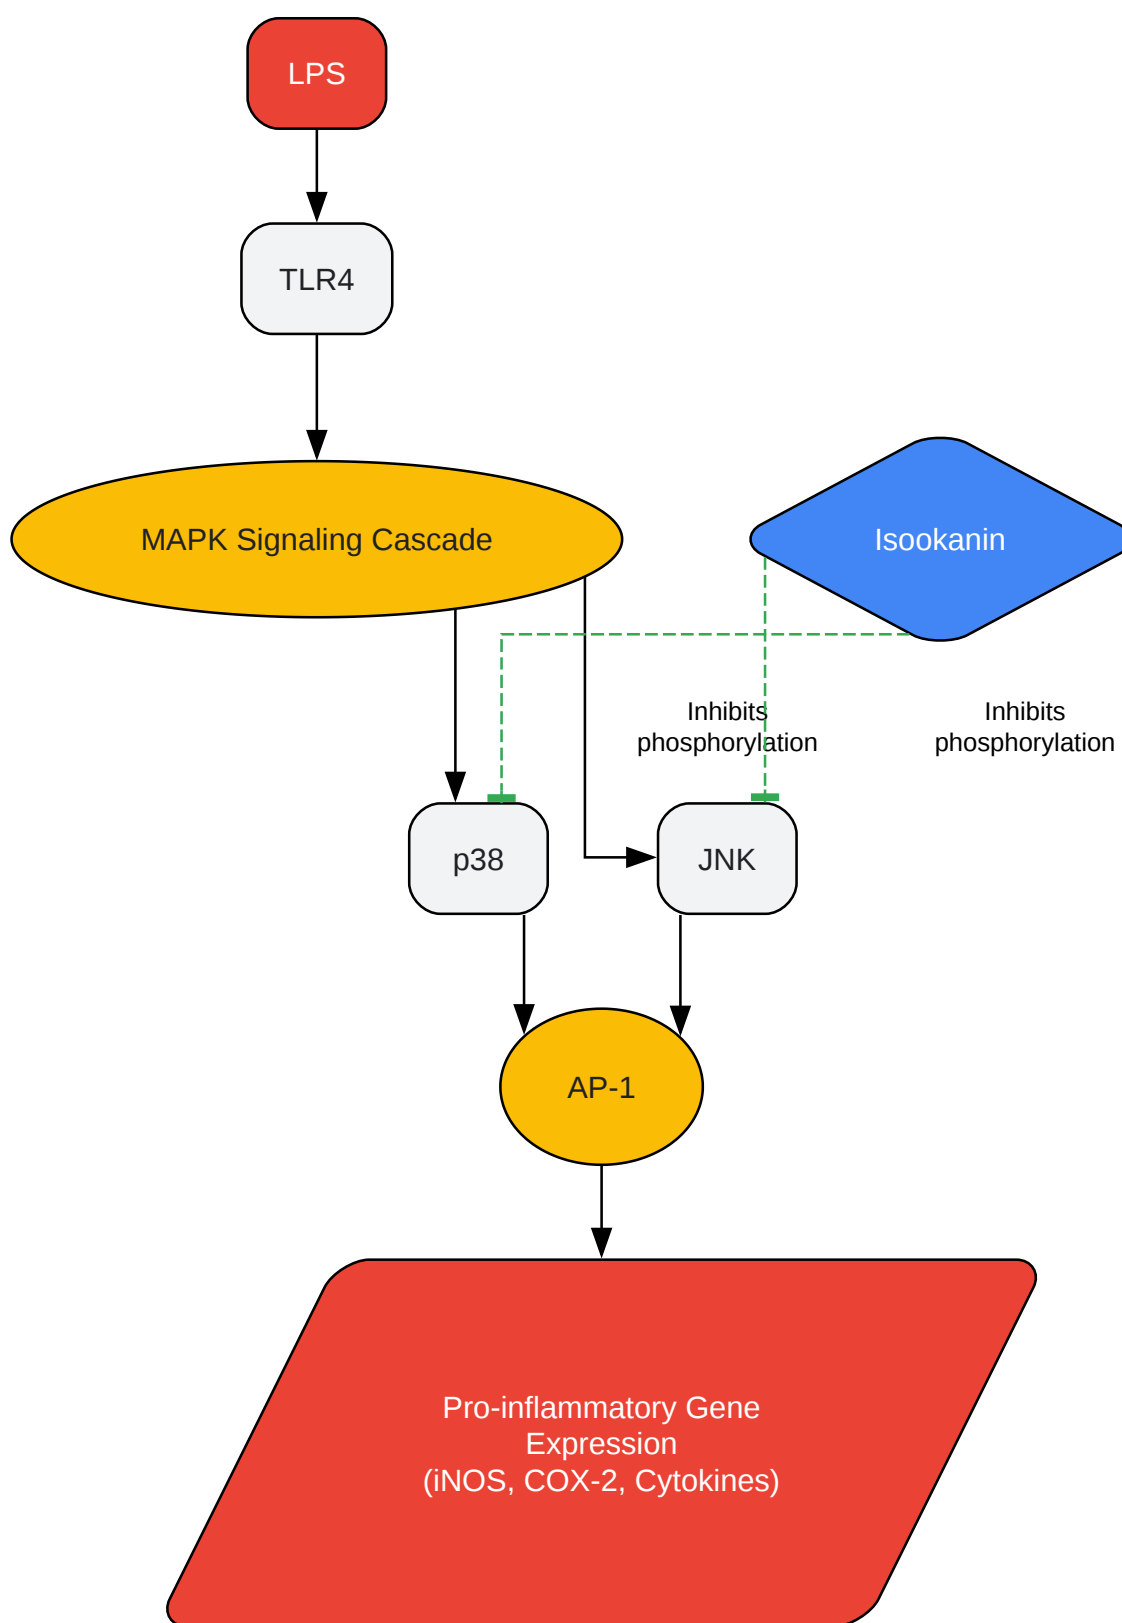 LPS
TLR4
MAPK Signaling Cascade
Isookanin
Inhibits
phosphorylation
Inhibits
phosphorylation
p38
JNK
AP-1
Pro-inflammatory Gene
Expression
(iNOS, COX-2, Cytokines)